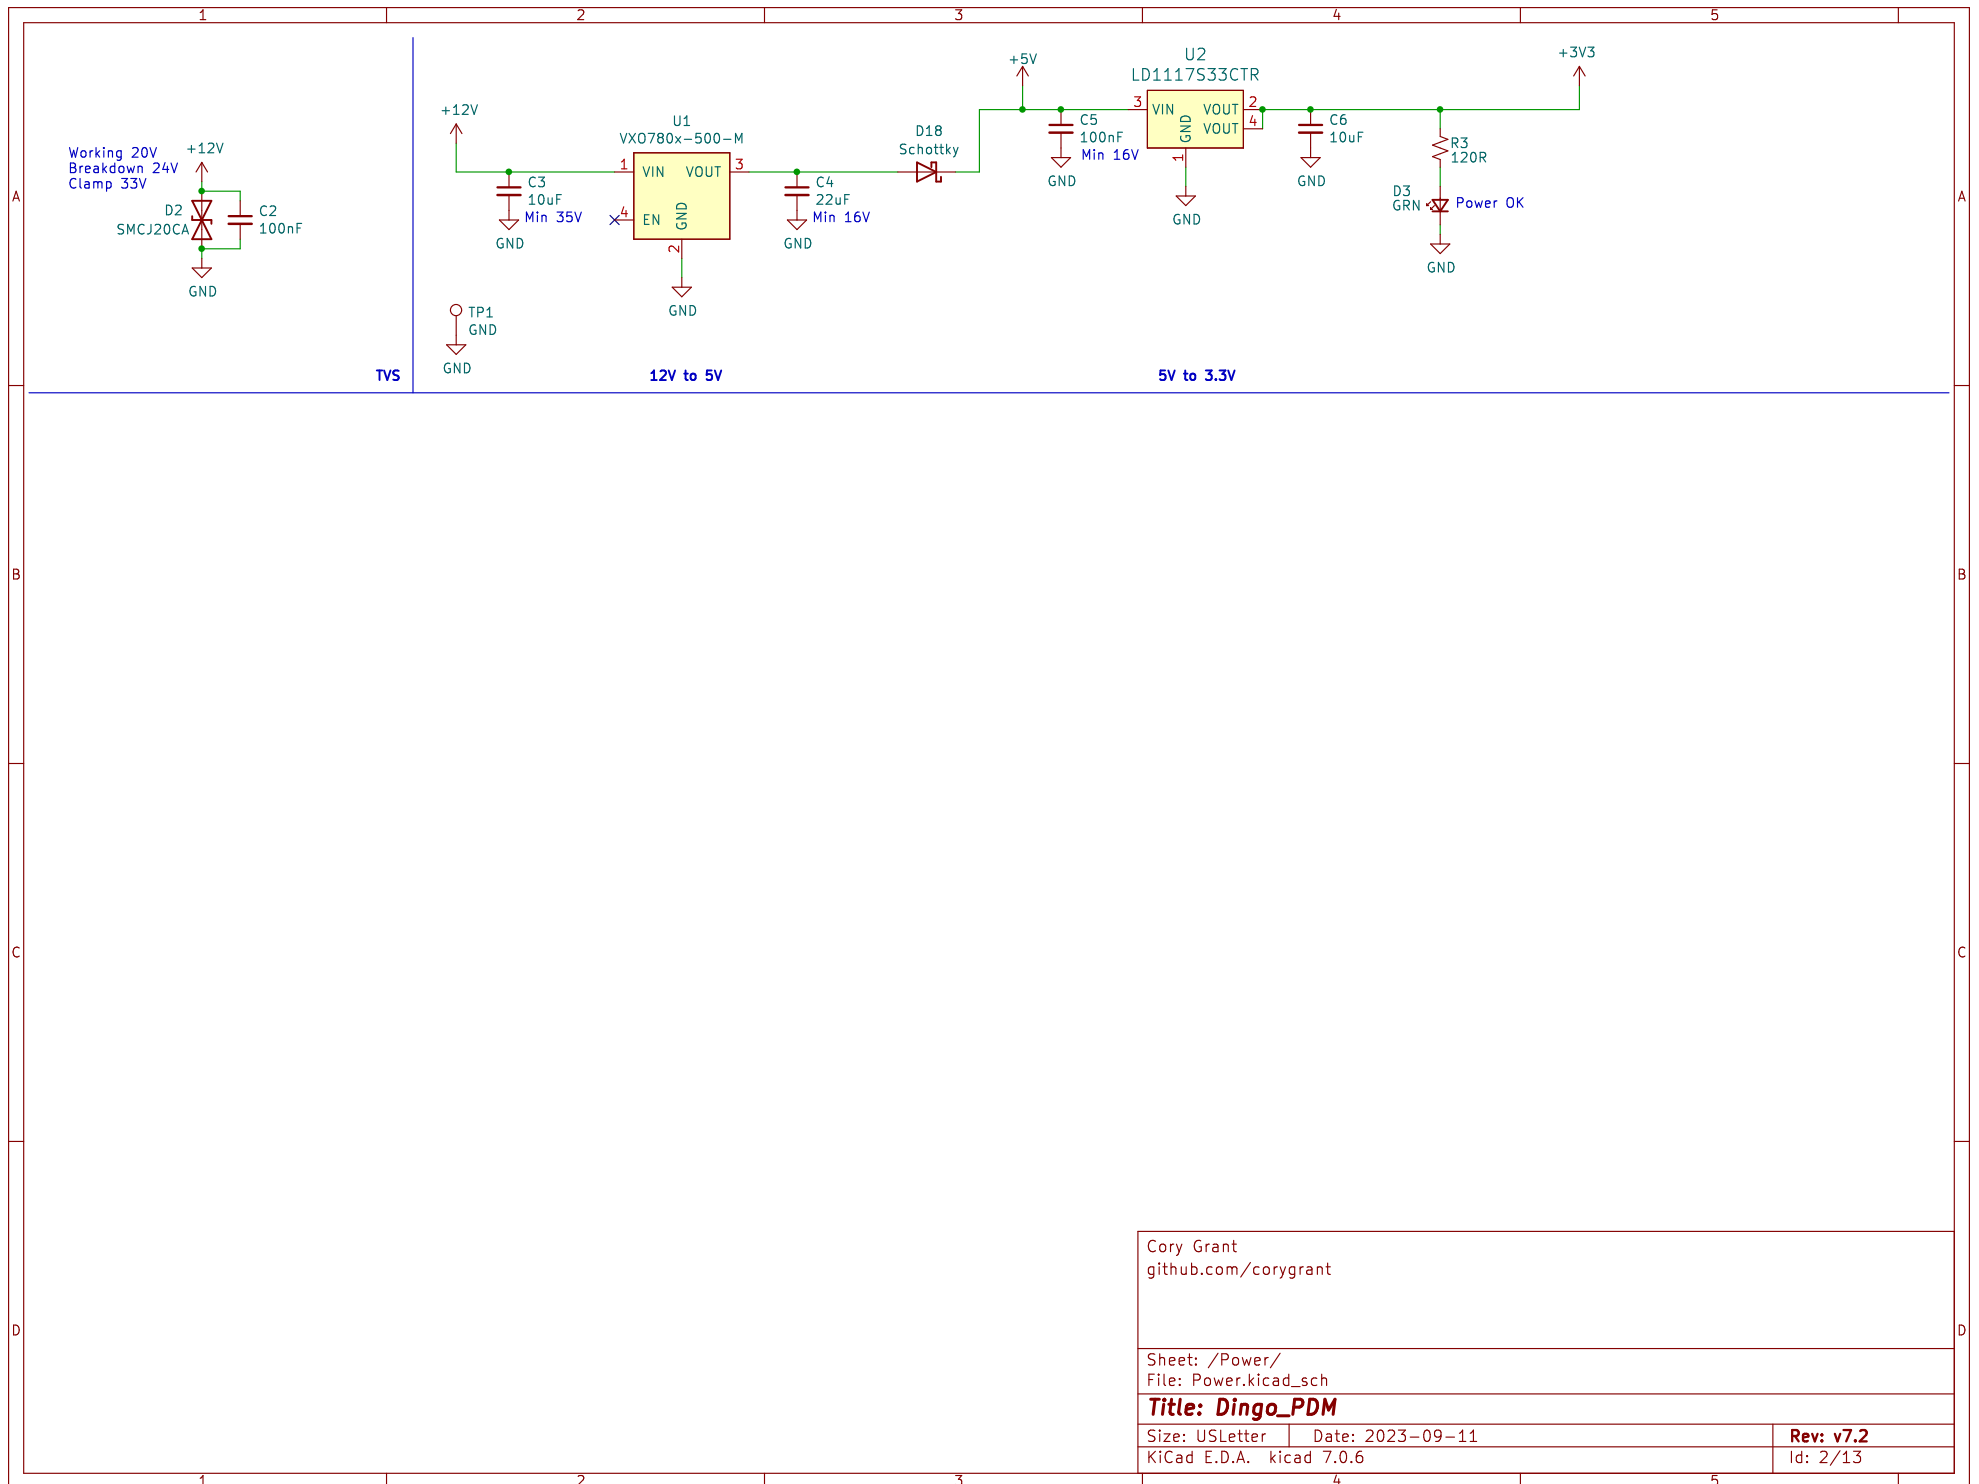 1 2 3 4 5
A
B
C
D
A
B
C
D
Working 20V
Breakdown 24V
Clamp 33V
+12V
D2
SMCJ20CA
C2
100nF
GND
TVS
+12V
C3
10uF
Min 35V
GND
TP1
GND
GND
U1
VXO780x-500-M
1
VIN
VOUT
3
4
EN
GND
2
GND
C4
22uF
Min 16V
GND
12V to 5V
D18
Schottky
+5V
C5
100nF
Min 16V
GND
U2
LD1117S33CTR
3
VIN
VOUT
2
VOUT
4
GND
1
GND
C6
10uF
GND
5V to 3.3V
R3
120R
D3
GRN
Power OK
GND
+3V3
Cory Grant
github.com/corygrant
Sheet: /Power/
File: Power.kicad_sch
Title: Dingo_PDM
Size: USLetter
Date: 2023-09-11
Rev: v7.2
KiCad E.D.A. kicad 7.0.6
Id: 2/13
1 2 3 4 5